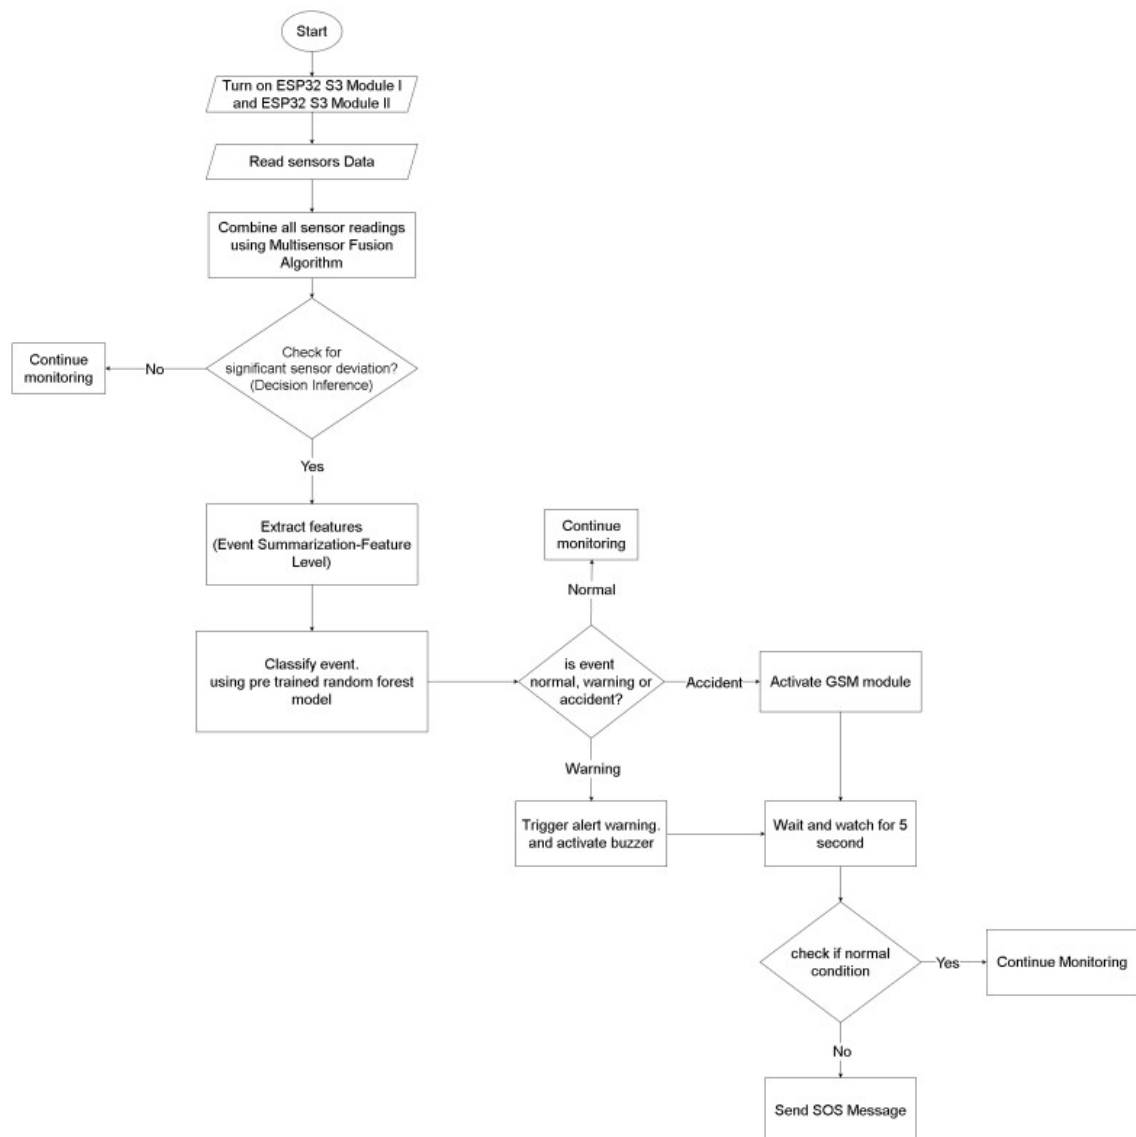 Start
Turn on ESP32 S3 Module I
and ESP32 S3 Module II
Read sensors Data
Combine all sensor readings
using Multisensor Fusion
Algorithm
Check for
significant sensor deviation?
(Decision Inference)
No
Continue
monitoring
Yes
Extract features
(Event Summarization-Feature
Level)
Classify event.
using pre trained random forest
model
is event
normal, warning or
accident?
Normal
Continue
monitoring
Accident
Activate GSM module
Warning
Trigger alert warning.
and activate buzzer
Wait and watch for 5
second
check if normal
condition
Yes
Continue Monitoring
No
Send SOS Message